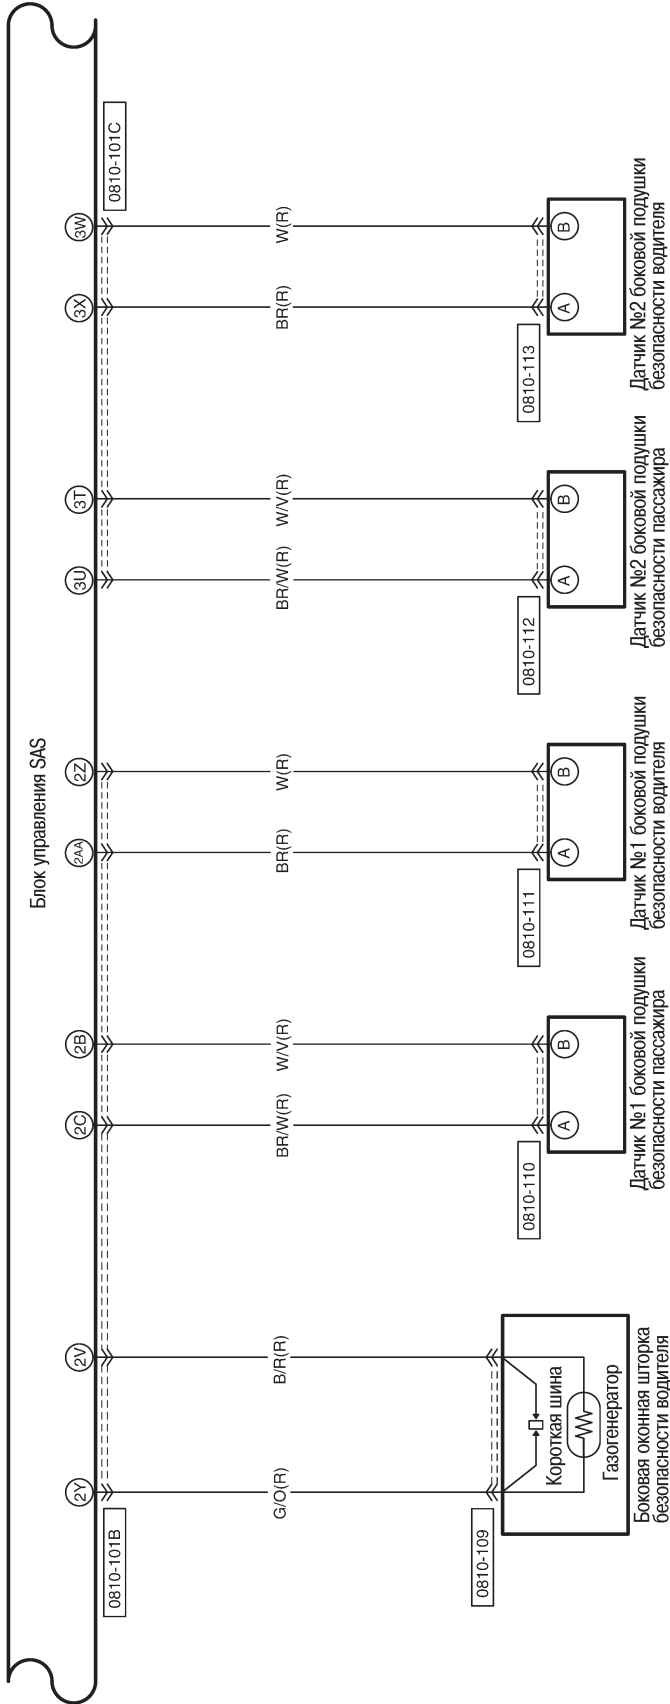 Блок управления SAS
2Y
2V
2C
2B
2AA
2Z
3U
3T
3X
3W
0810-101B
0810-101C
G/O(R)
B/R(R)
BR/W(R)
W/V(R)
BR(R)
W(R)
BR/W(R)
W/V(R)
BR(R)
W(R)
0810-109
Короткая шина
Газогенератор
Боковая оконная шторка
безопасности водителя
0810-110
A
B
Датчик №1 боковой подушки
безопасности пассажира
0810-111
A
B
Датчик №1 боковой подушки
безопасности водителя
0810-112
A
B
Датчик №2 боковой подушки
безопасности пассажира
0810-113
A
B
Датчик №2 боковой подушки
безопасности водителя